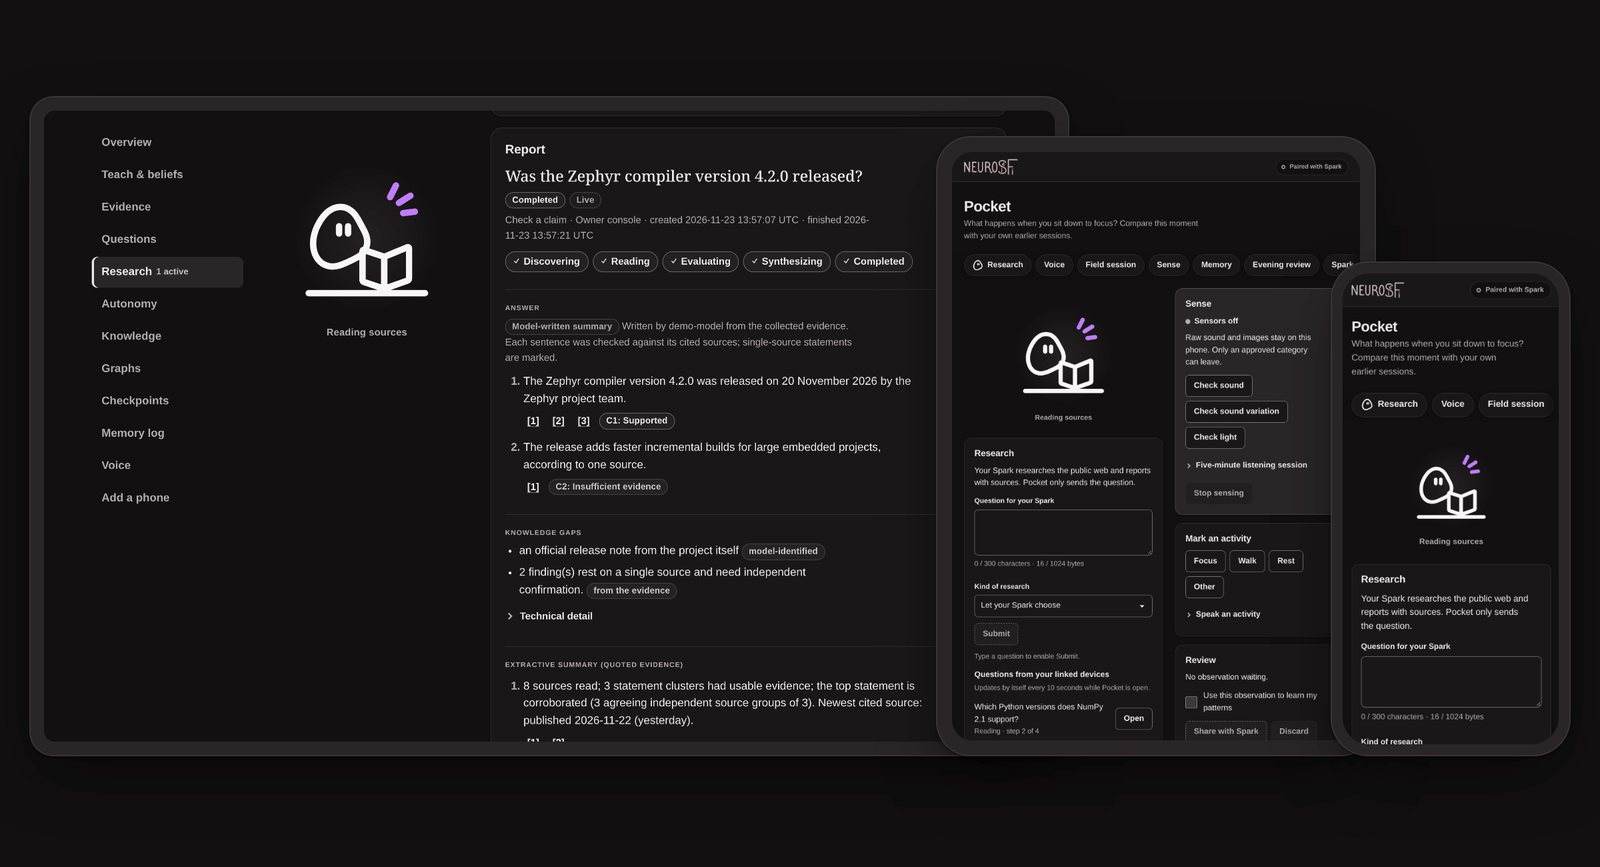 Overview
Teach & beliefs
Evidence
Questions
Research 1 active
Autonomy
Knowledge
Graphs
Checkpoints
Memory log
Voice
Add a phone
Reading sources
Report
Was the Zephyr compiler version 4.2.0 released?
Completed Live
Check a claim · Owner console · created 2026-11-23 13:57:07 UTC · finished 2026-
11-23 13:57:21 UTC
✓ Discovering ✓ Reading ✓ Evaluating ✓ Synthesizing ✓ Completed
ANSWER
Model-written summary Written by demo-model from the collected evidence.
Each sentence was checked against its cited sources; single-source statements
are marked.
1. The Zephyr compiler version 4.2.0 was released on 20 November 2026 by the
Zephyr project team.
[1] [2] [3] C1: Supported
2. The release adds faster incremental builds for large embedded projects,
according to one source.
[1] C2: Insufficient evidence
KNOWLEDGE GAPS
• an official release note from the project itself model-identified
• 2 finding(s) rest on a single source and need independent
confirmation. from the evidence
Technical detail
EXTRACTIVE SUMMARY (QUOTED EVIDENCE)
1. 8 sources read; 3 statement clusters had usable evidence; the top statement is
corroborated (3 agreeing independent source groups of 3). Newest cited source:
published 2026-11-22 (yesterday).
[1] [2]
NEUROSF
Paired with Spark
Pocket
What happens when you sit down to focus? Compare this moment
with your own earlier sessions.
Research Voice Field session Sense Memory Evening review Spark
Reading sources
Research
Your Spark researches the public web and reports
with sources. Pocket only sends the question.
Question for your Spark
0 / 300 characters · 16 / 1024 bytes
Kind of research
Let your Spark choose
Submit
Type a question to enable Submit.
Questions from your linked devices
Updates by itself every 10 seconds while Pocket is open.
Which Python versions does NumPy
2.1 support?
Reading · step 2 of 4
Open
Sense
Sensors off
Raw sound and images stay on this
phone. Only an approved category
can leave.
Check sound
Check sound variation
Check light
Five-minute listening session
Stop sensing
Mark an activity
Focus Walk Rest
Other
Speak an activity
Review
No observation waiting.
Use this observation to learn my
patterns
Share with Spark Discard
NEUROSF
Paired with Spark
Pocket
What happens when you sit down to focus?
Compare this moment with your own
earlier sessions.
Research Voice Field session
Reading sources
Research
Your Spark researches the public web and
reports with sources. Pocket only sends
the question.
Question for your Spark
0 / 300 characters · 16 / 1024 bytes
Kind of research